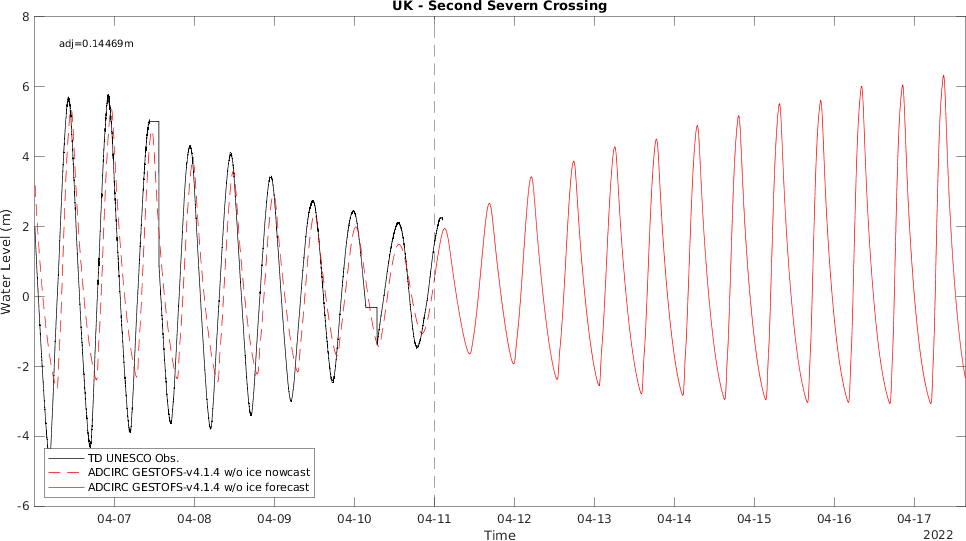 UK - Second Severn Crossing
adj=0.14469m
8
6
4
2
0
-2
-4
-6
Water Level (m)
TD UNESCO Obs.
ADCIRC GESTOFS-v4.1.4 w/o ice nowcast
ADCIRC GESTOFS-v4.1.4 w/o ice forecast
04-07 04-08 04-09 04-10 04-11 04-12 04-13 04-14 04-15 04-16 04-17
Time
2022